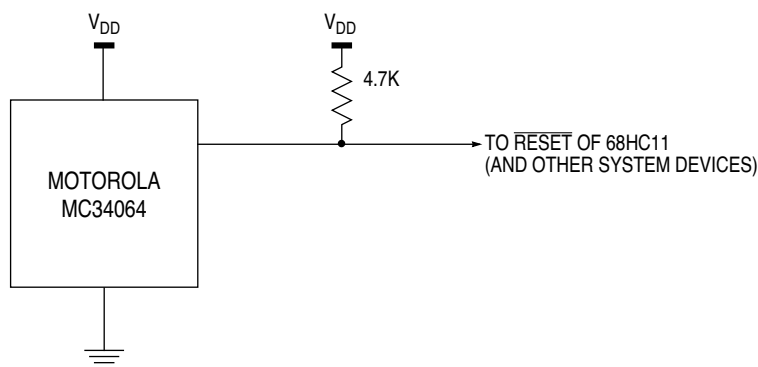 VDD
VDD
4.7K
TO RESET OF 68HC11
(AND OTHER SYSTEM DEVICES)
MOTOROLA
MC34064